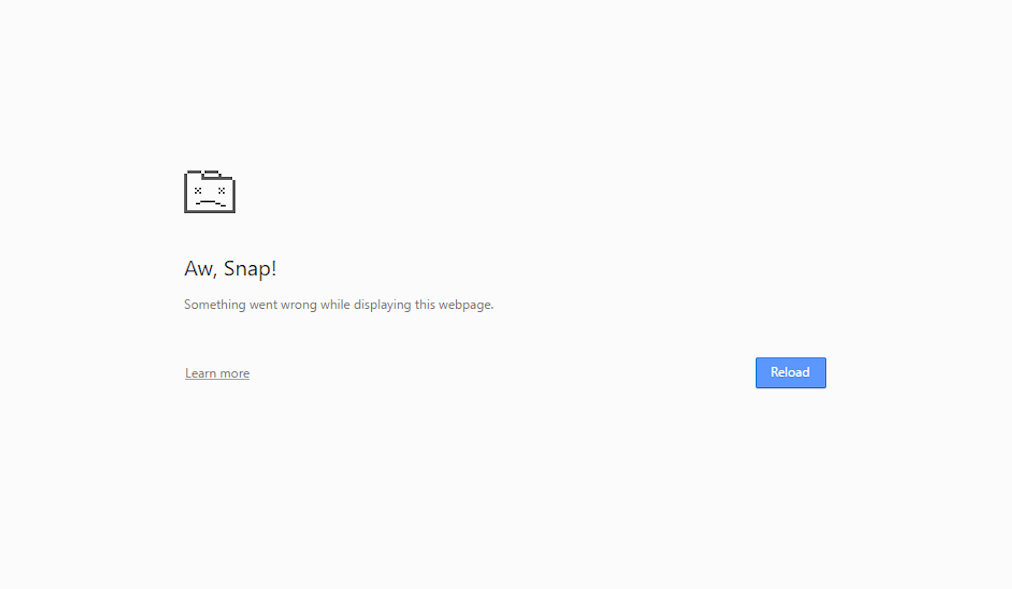 Aw, Snap!
Something went wrong while displaying this webpage.
Learn more
Reload